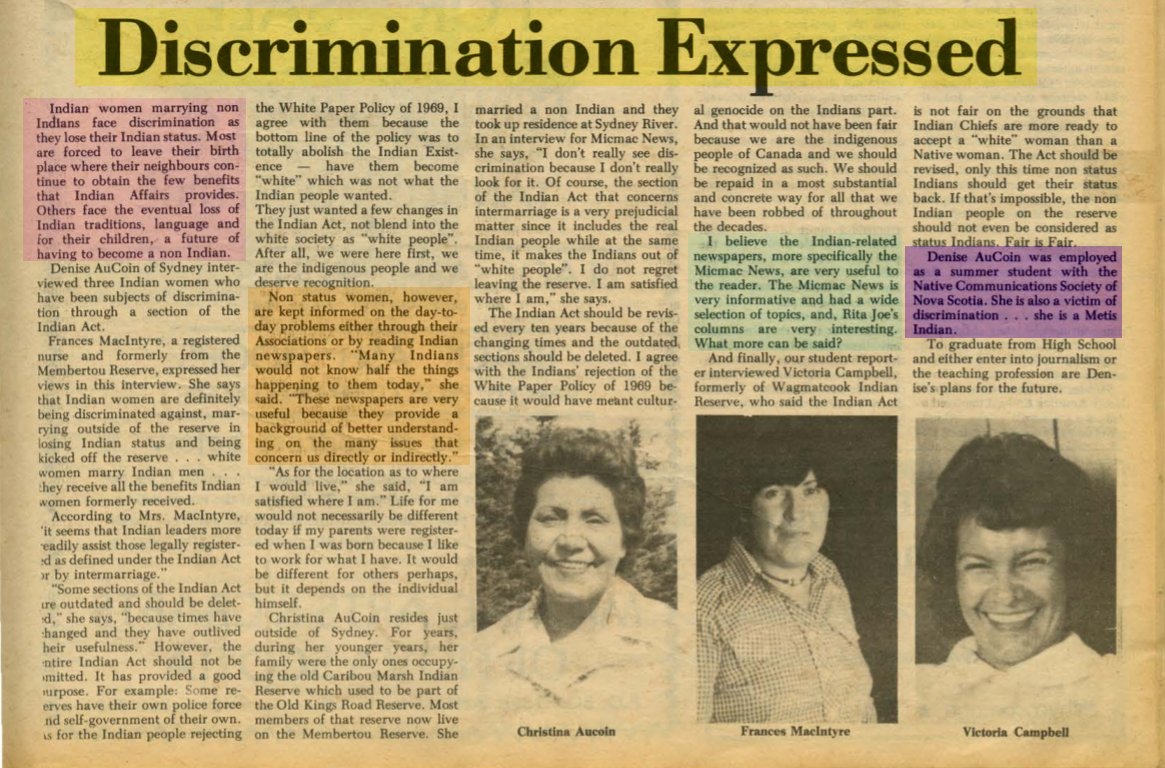 Discrimination Expressed
Indian women marrying non
Indians face discrimination as
they lose their Indian status. Most
are forced to leave their birth
place where their neighbours con-
tinue to obtain the few benefits
that Indian Affairs provides.
Others face the eventual loss of
Indian traditions, language and
for their children, a future of
having to become a non Indian.
Denise AuCoin of Sydney inter-
viewed three Indian women who
have been subjects of discrimina-
tion through a section of the
Indian Act.
Frances MacIntyre, a registered
nurse and formerly from the
Membertou Reserve, expressed her
views in this interview. She says
that Indian women are definitely
being discriminated against, mar-
rying outside of the reserve in
losing Indian status and being
kicked off the reserve . . . white
women marry Indian men . . .
they receive all the benefits Indian
women formerly received.
According to Mrs. MacIntyre,
'it seems that Indian leaders more
eadily assist those legally register-
ed as defined under the Indian Act
or by intermarriage."
"Some sections of the Indian Act
are outdated and should be delet-
d," she says, "because times have
hanged and they have outlived
heir usefulness." However, the
ntire Indian Act should not be
mitted. It has provided a good
urpose. For example: Some re-
erves have their own police force
nd self-government of their own.
s for the Indian people rejecting
the White Paper Policy of 1969, I
agree with them because the
bottom line of the policy was to
totally abolish the Indian Exist-
ence — have them become
"white" which was not what the
Indian people wanted.
They just wanted a few changes in
the Indian Act, not blend into the
white society as "white people".
After all, we were here first, we
are the indigenous people and we
deserve recognition.
Non status women, however,
are kept informed on the day-to-
day problems either through their
Associations or by reading Indian
newspapers. "Many Indians
would not know half the things
happening to them today," she
said. "These newspapers are very
useful because they provide a
background of better understand-
ing on the many issues that
concern us directly or indirectly."
"As for the location as to where
I would live," she said, "I am
satisfied where I am." Life for me
would not necessarily be different
today if my parents were register-
ed when I was born because I like
to work for what I have. It would
be different for others perhaps,
but it depends on the individual
himself.
Christina AuCoin resides just
outside of Sydney. For years,
during her younger years, her
family were the only ones occupy-
ing the old Caribou Marsh Indian
Reserve which used to be part of
the Old Kings Road Reserve. Most
members of that reserve now live
on the Membertou Reserve. She
married a non Indian and they
took up residence at Sydney River.
In an interview for Micmac News,
she says, "I don't really see dis-
crimination because I don't really
look for it. Of course, the section
of the Indian Act that concerns
intermarriage is a very prejudicial
matter since it includes the real
Indian people while at the same
time, it makes the Indians out of
"white people". I do not regret
leaving the reserve. I am satisfied
where I am," she says.
The Indian Act should be revis-
ed every ten years because of the
changing times and the outdated
sections should be deleted. I agree
with the Indians' rejection of the
White Paper Policy of 1969 be-
cause it would have meant cultur-
al genocide on the Indians part.
And that would not have been fair
because we are the indigenous
people of Canada and we should
be recognized as such. We should
be repaid in a most substantial
and concrete way for all that we
have been robbed of throughout
the decades.
I believe the Indian-related
newspapers, more specifically the
Micmac News, are very useful to
the reader. The Micmac News is
very informative and had a wide
selection of topics, and, Rita Joe's
columns are very interesting.
What more can be said?
And finally, our student report-
er interviewed Victoria Campbell,
formerly of Wagmatcook Indian
Reserve, who said the Indian Act
is not fair on the grounds that
Indian Chiefs are more ready to
accept a "white" woman than a
Native woman. The Act should be
revised, only this time non status
Indians should get their status
back. If that's impossible, the non
Indian people on the reserve
should not even be considered as
status Indians. Fair is Fair.
Denise AuCoin was employed
as a summer student with the
Native Communications Society of
Nova Scotia. She is also a victim of
discrimination . . . she is a Metis
Indian.
To graduate from High School
and either enter into journalism or
the teaching profession are Den-
ise's plans for the future.
Christina Aucoin
Frances MacIntyre
Victoria Campbell